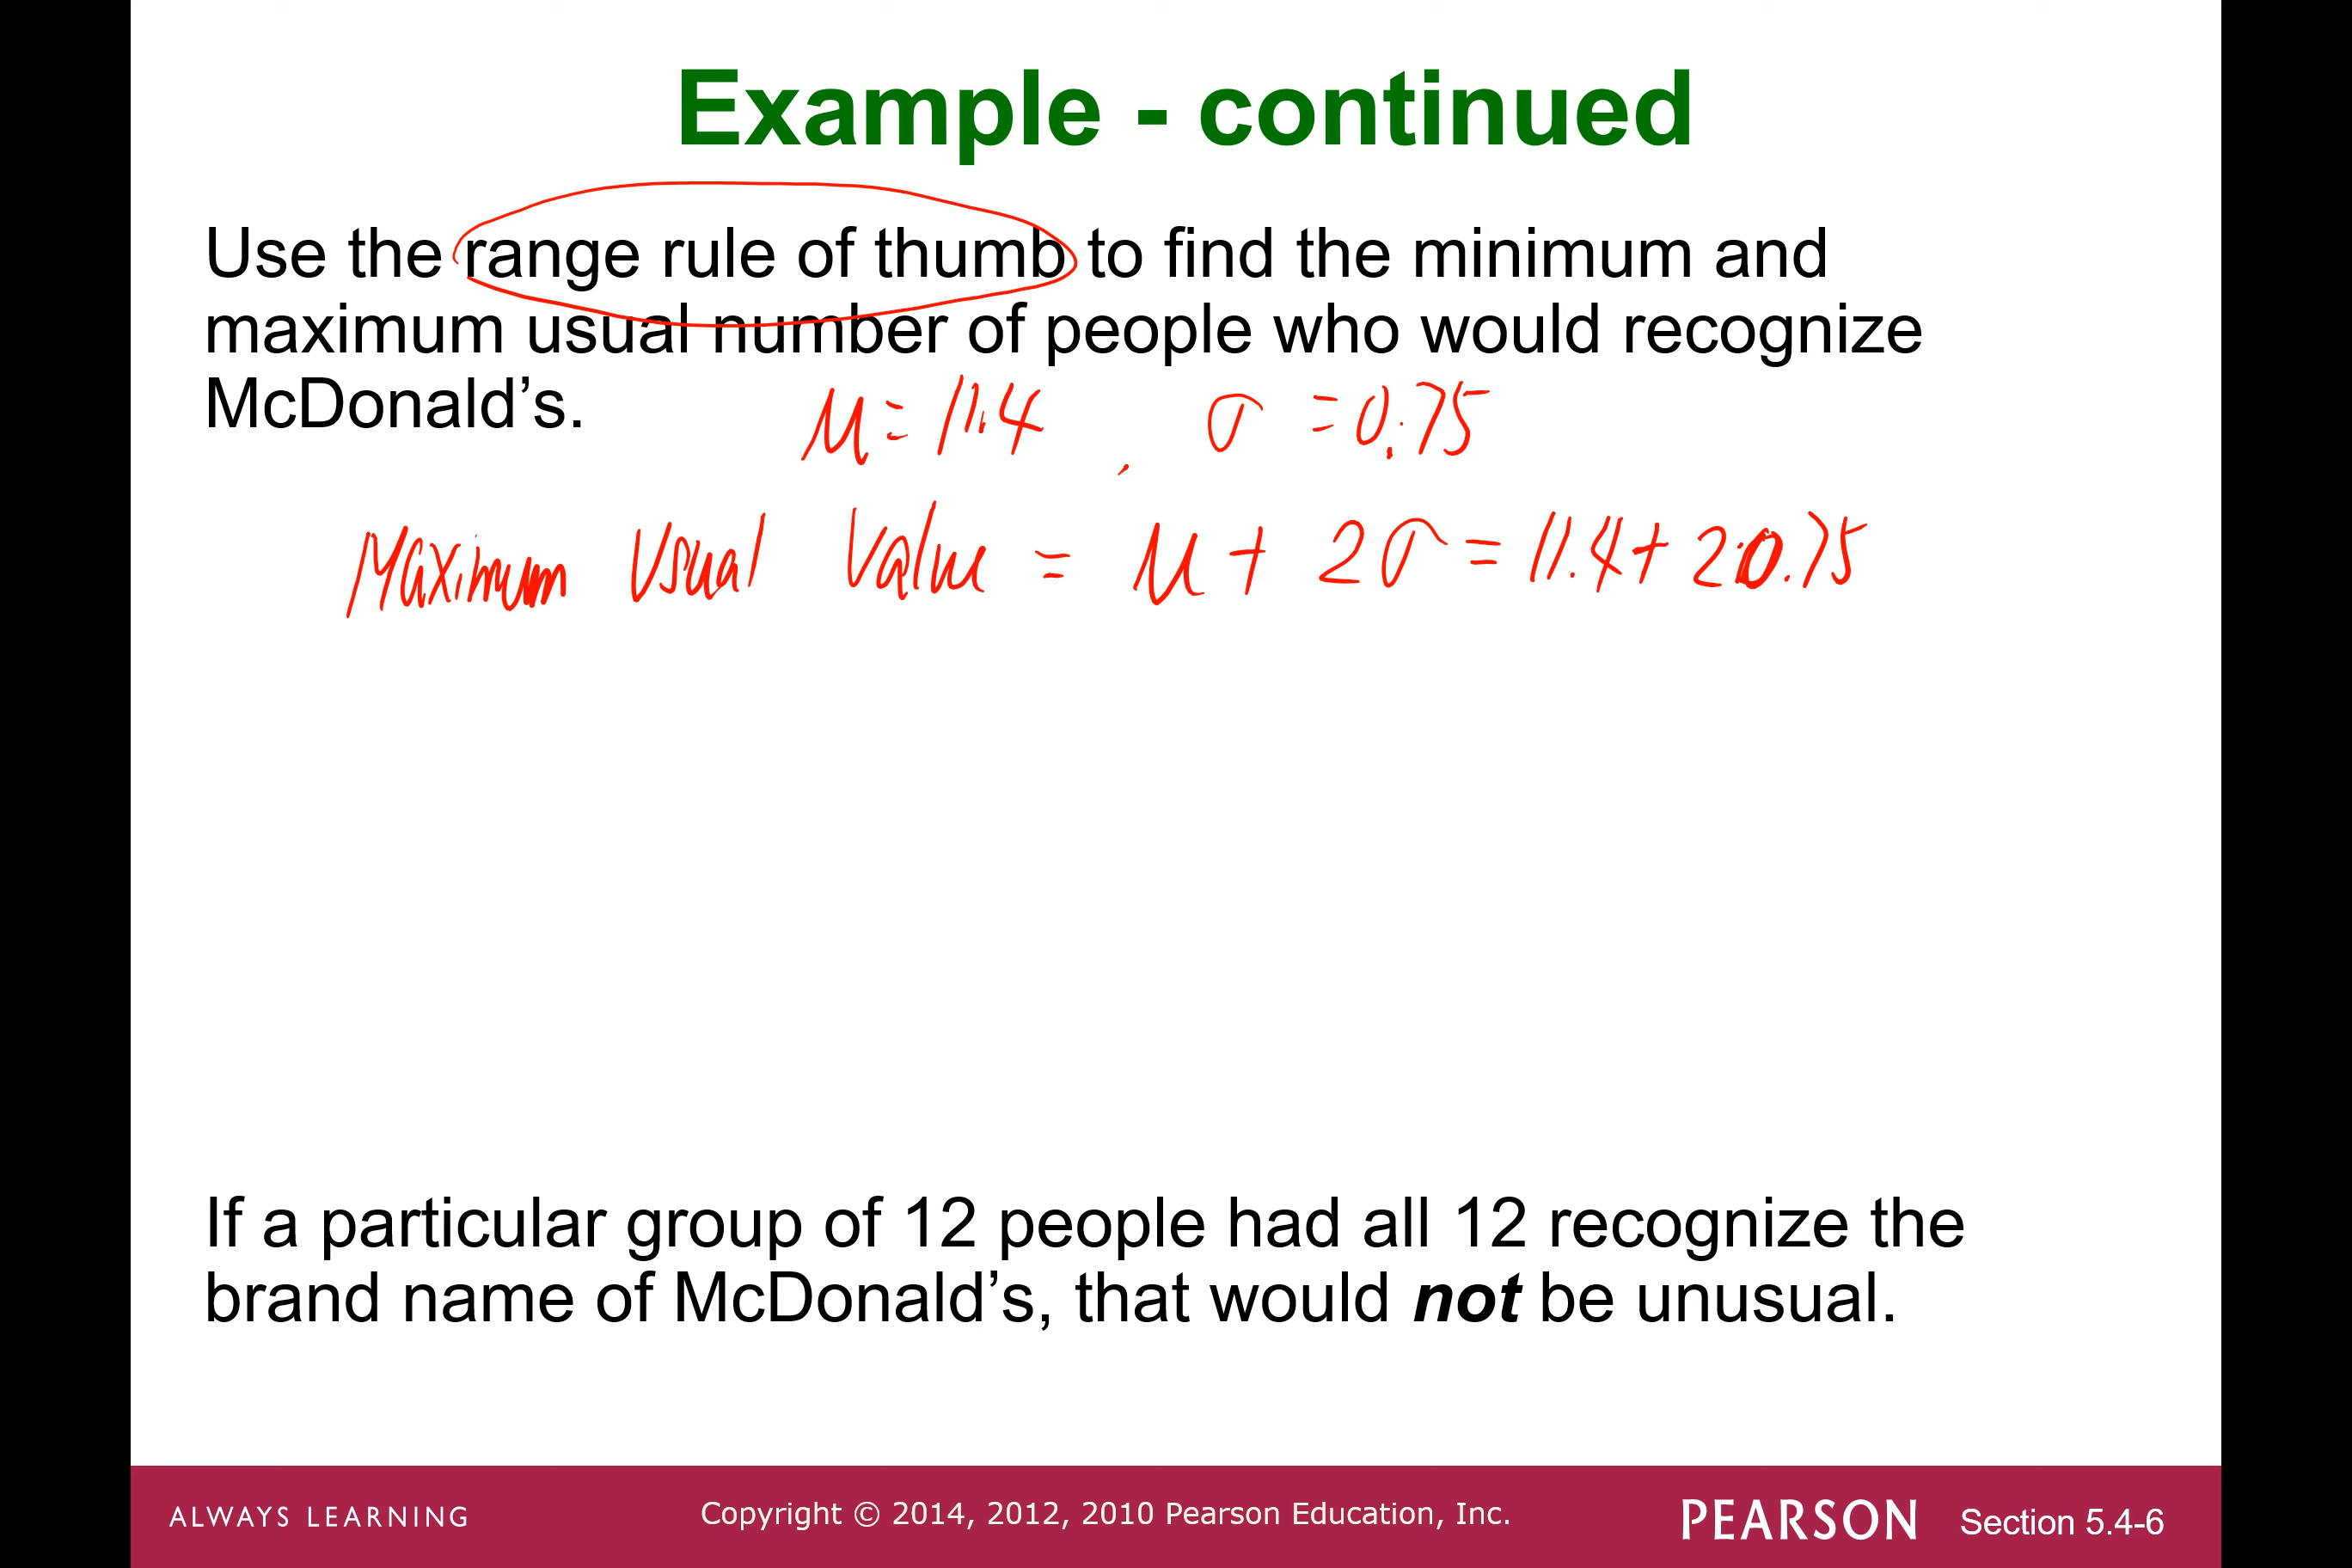 Example - continued
Use the range rule of thumb to find the minimum and
maximum usual number of people who would recognize
McDonald’s.
μ = 11.4 , σ = 0.75
Maximum Usual Value = μ + 2σ = 11.4 + 2·0.75
If a particular group of 12 people had all 12 recognize the
brand name of McDonald’s, that would not be unusual.
ALWAYS LEARNING Copyright © 2014, 2012, 2010 Pearson Education, Inc. PEARSON Section 5.4-6